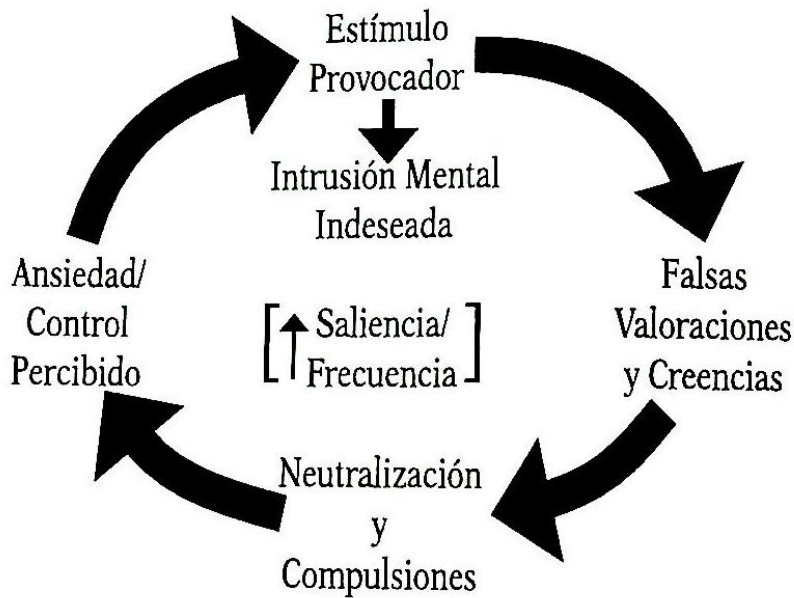 Estímulo
Provocador
Intrusión Mental
Indeseada
Falsas
Valoraciones
y Creencias
Neutralización
y
Compulsiones
Ansiedad/
Control
Percibido
Saliencia/
Frecuencia